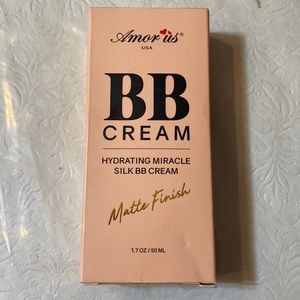 Amor us®
USA
BB
CREAM
HYDRATING MIRACLE
SILK BB CREAM
Matte Finish
1.7 OZ / 50 ML